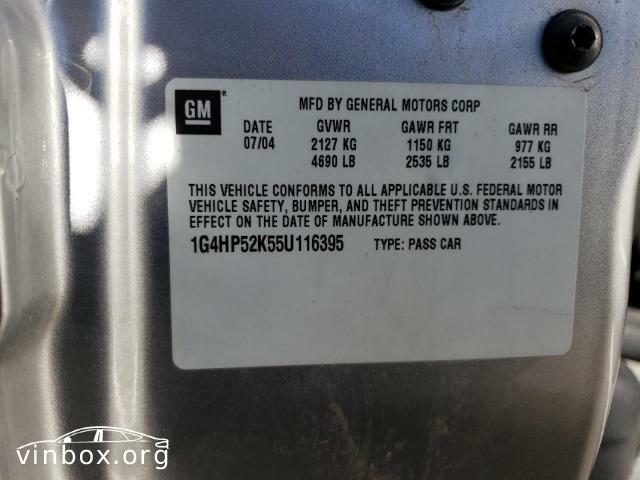 GM ®
MFD BY GENERAL MOTORS CORP
DATE GVWR GAWR FRT GAWR RR
07/04 2127 KG 1150 KG 977 KG
4690 LB 2535 LB 2155 LB
THIS VEHICLE CONFORMS TO ALL APPLICABLE U.S. FEDERAL MOTOR
VEHICLE SAFETY, BUMPER, AND THEFT PREVENTION STANDARDS IN
EFFECT ON THE DATE OF MANUFACTURE SHOWN ABOVE.
1G4HP52K55U116395 TYPE: PASS CAR
vinbox.org